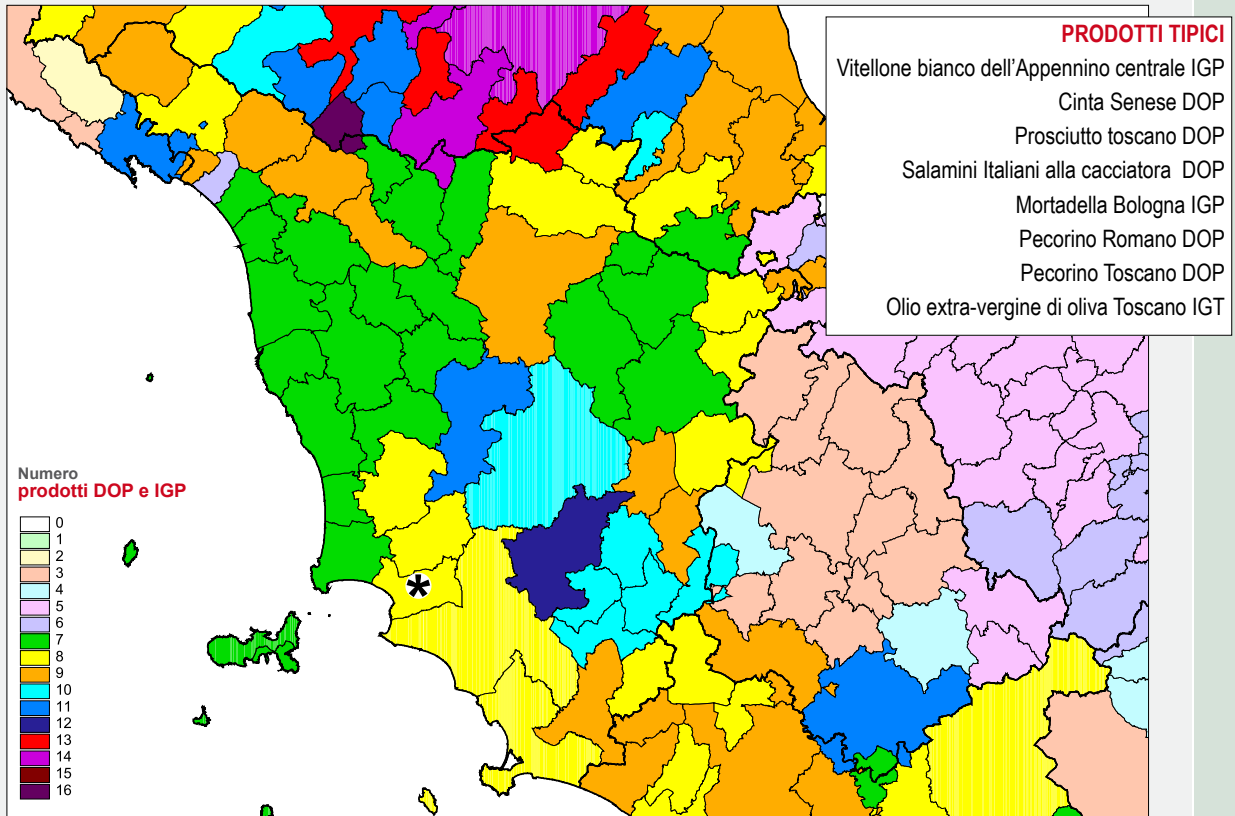 PRODOTTI TIPICI
Vitellone bianco dell'Appennino centrale IGP
Cinta Senese DOP
Prosciutto toscano DOP
Salamini Italiani alla cacciatora DOP
Mortadella Bologna IGP
Pecorino Romano DOP
Pecorino Toscano DOP
Olio extra-vergine di oliva Toscano IGT
Numero
prodotti DOP e IGP
0
1
2
3
4
5
6
7
8
9
10
11
12
13
14
15
16
*